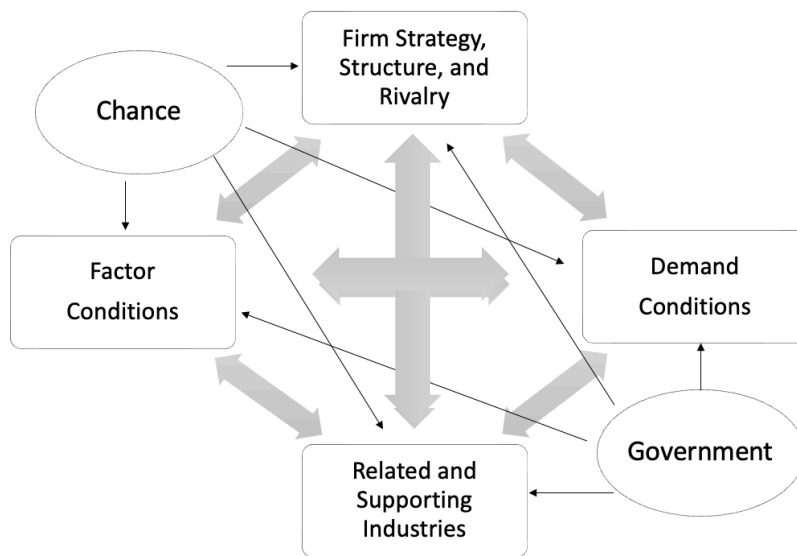 Firm Strategy,
Structure, and
Rivalry
Chance
Factor
Conditions
Demand
Conditions
Government
Related and
Supporting
Industries